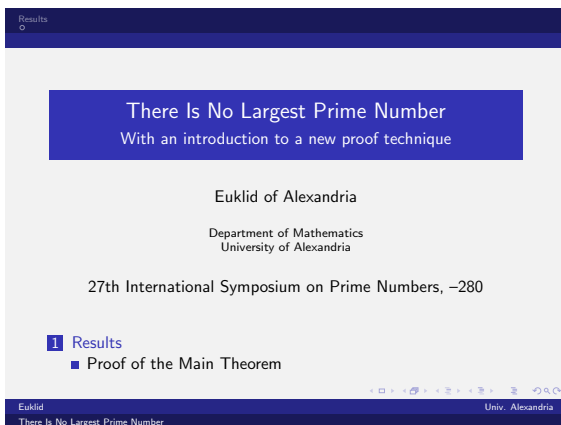 Results
There Is No Largest Prime Number
With an introduction to a new proof technique
Euklid of Alexandria
Department of Mathematics
University of Alexandria
27th International Symposium on Prime Numbers, –280
1 Results
Proof of the Main Theorem
Euklid Univ. Alexandria
There Is No Largest Prime Number